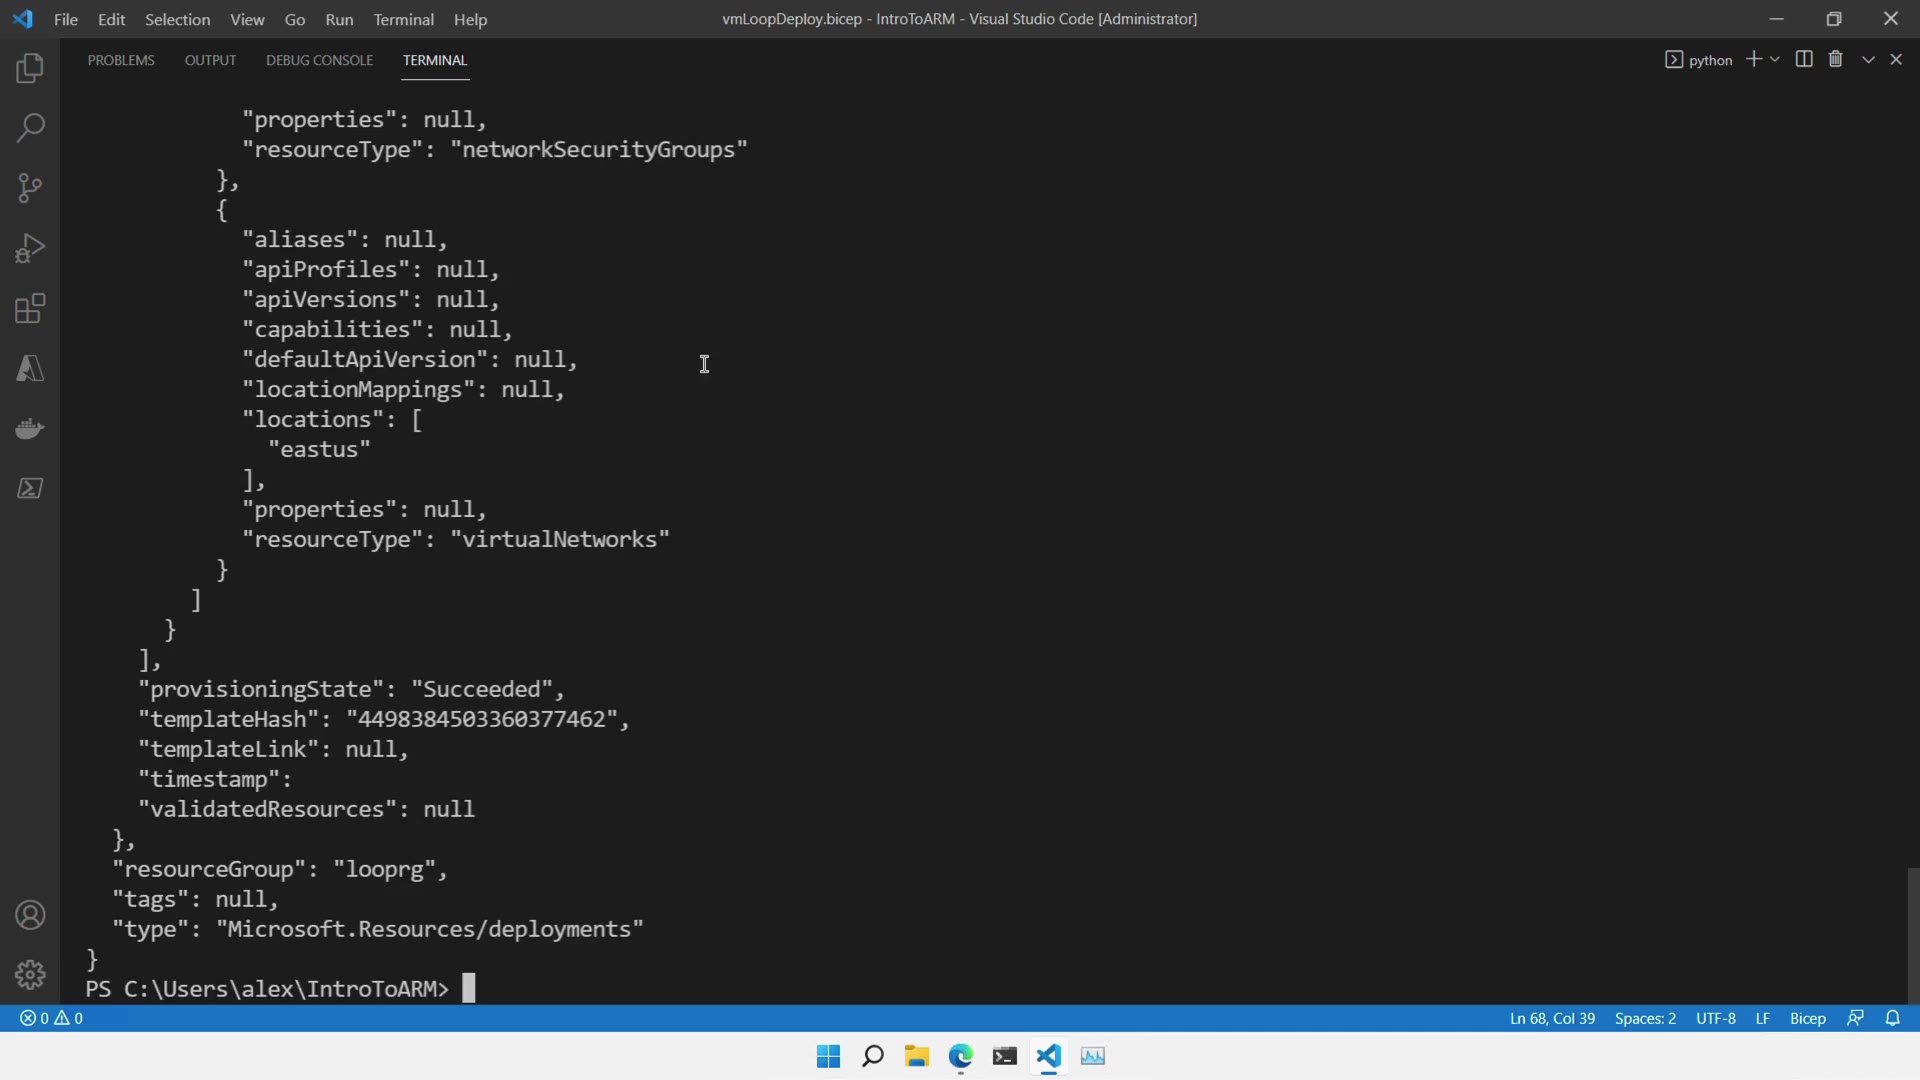 File Edit Selection View Go Run Terminal Help vmLoopDeploy.bicep - IntroToARM - Visual Studio Code [Administrator]
PROBLEMS OUTPUT DEBUG CONSOLE TERMINAL python
"properties": null,
"resourceType": "networkSecurityGroups"
},
{
"aliases": null,
"apiProfiles": null,
"apiVersions": null,
"capabilities": null,
"defaultApiVersion": null,
"locationMappings": null,
"locations": [
"eastus"
],
"properties": null,
"resourceType": "virtualNetworks"
}
]
}
],
"provisioningState": "Succeeded",
"templateHash": "4498384503360377462",
"templateLink": null,
"timestamp":
"validatedResources": null
},
"resourceGroup": "looprg",
"tags": null,
"type": "Microsoft.Resources/deployments"
}
PS C:\Users\alex\IntroToARM>
0 0 Ln 68, Col 39 Spaces: 2 UTF-8 LF Bicep